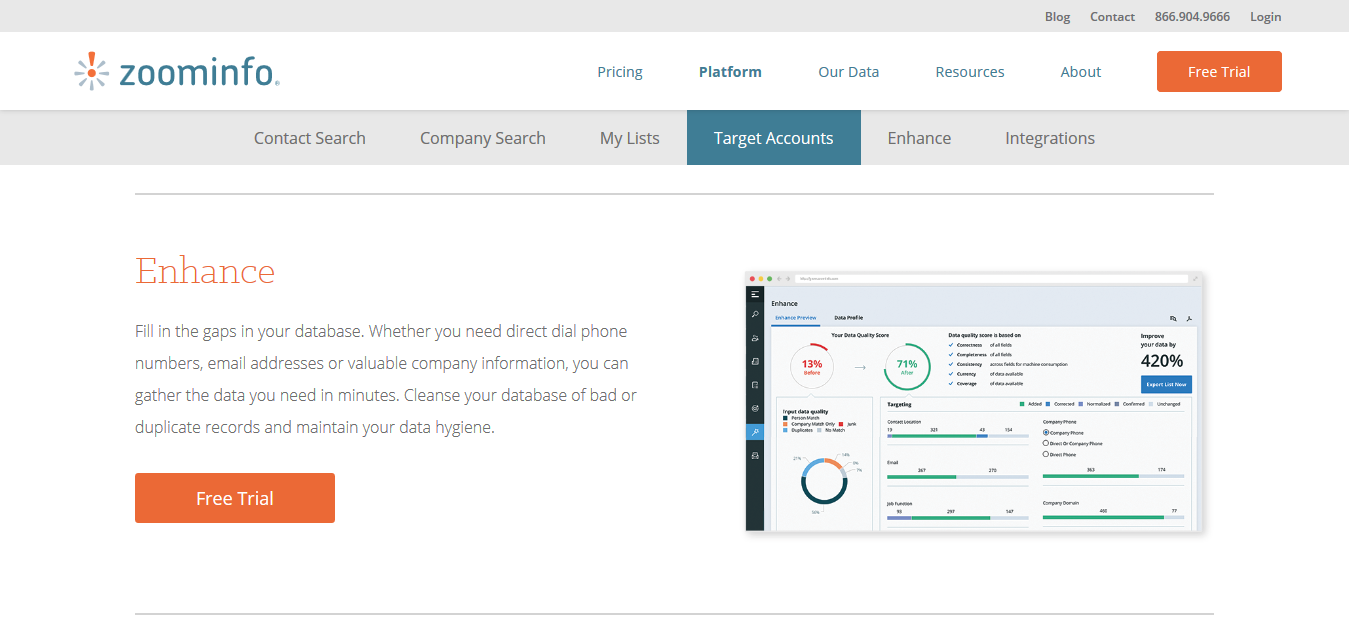 Blog Contact 866.904.9666 Login
zoominfo
Pricing Platform Our Data Resources About Free Trial
Contact Search Company Search My Lists Target Accounts Enhance Integrations
Enhance
Fill in the gaps in your database. Whether you need direct dial phone
numbers, email addresses or valuable company information, you can
gather the data you need in minutes. Cleanse your database of bad or
duplicate records and maintain your data hygiene.
Free Trial
Enhance
Enhance Preview Data Profile
Your Data Quality Score
13%
Before
71%
After
Data quality score is based on
Correctness of all fields
Completeness of all fields
Consistency across fields for machine consumption
Currency of data available
Coverage of data available
Improve
your data by
420%
Export List Now
Input data quality
Person Match
Company Match Only Junk
Duplicates No Match
21% 14%
Targeting
Added Corrected Normalized Confirmed Unchanged
Contact Location
19 321 43 154
Company Phone
Company Phone
Direct Or Company Phone
Direct Phone
Email
267 270
363 174
Job Function
93 297 147
Company Domain
460 77